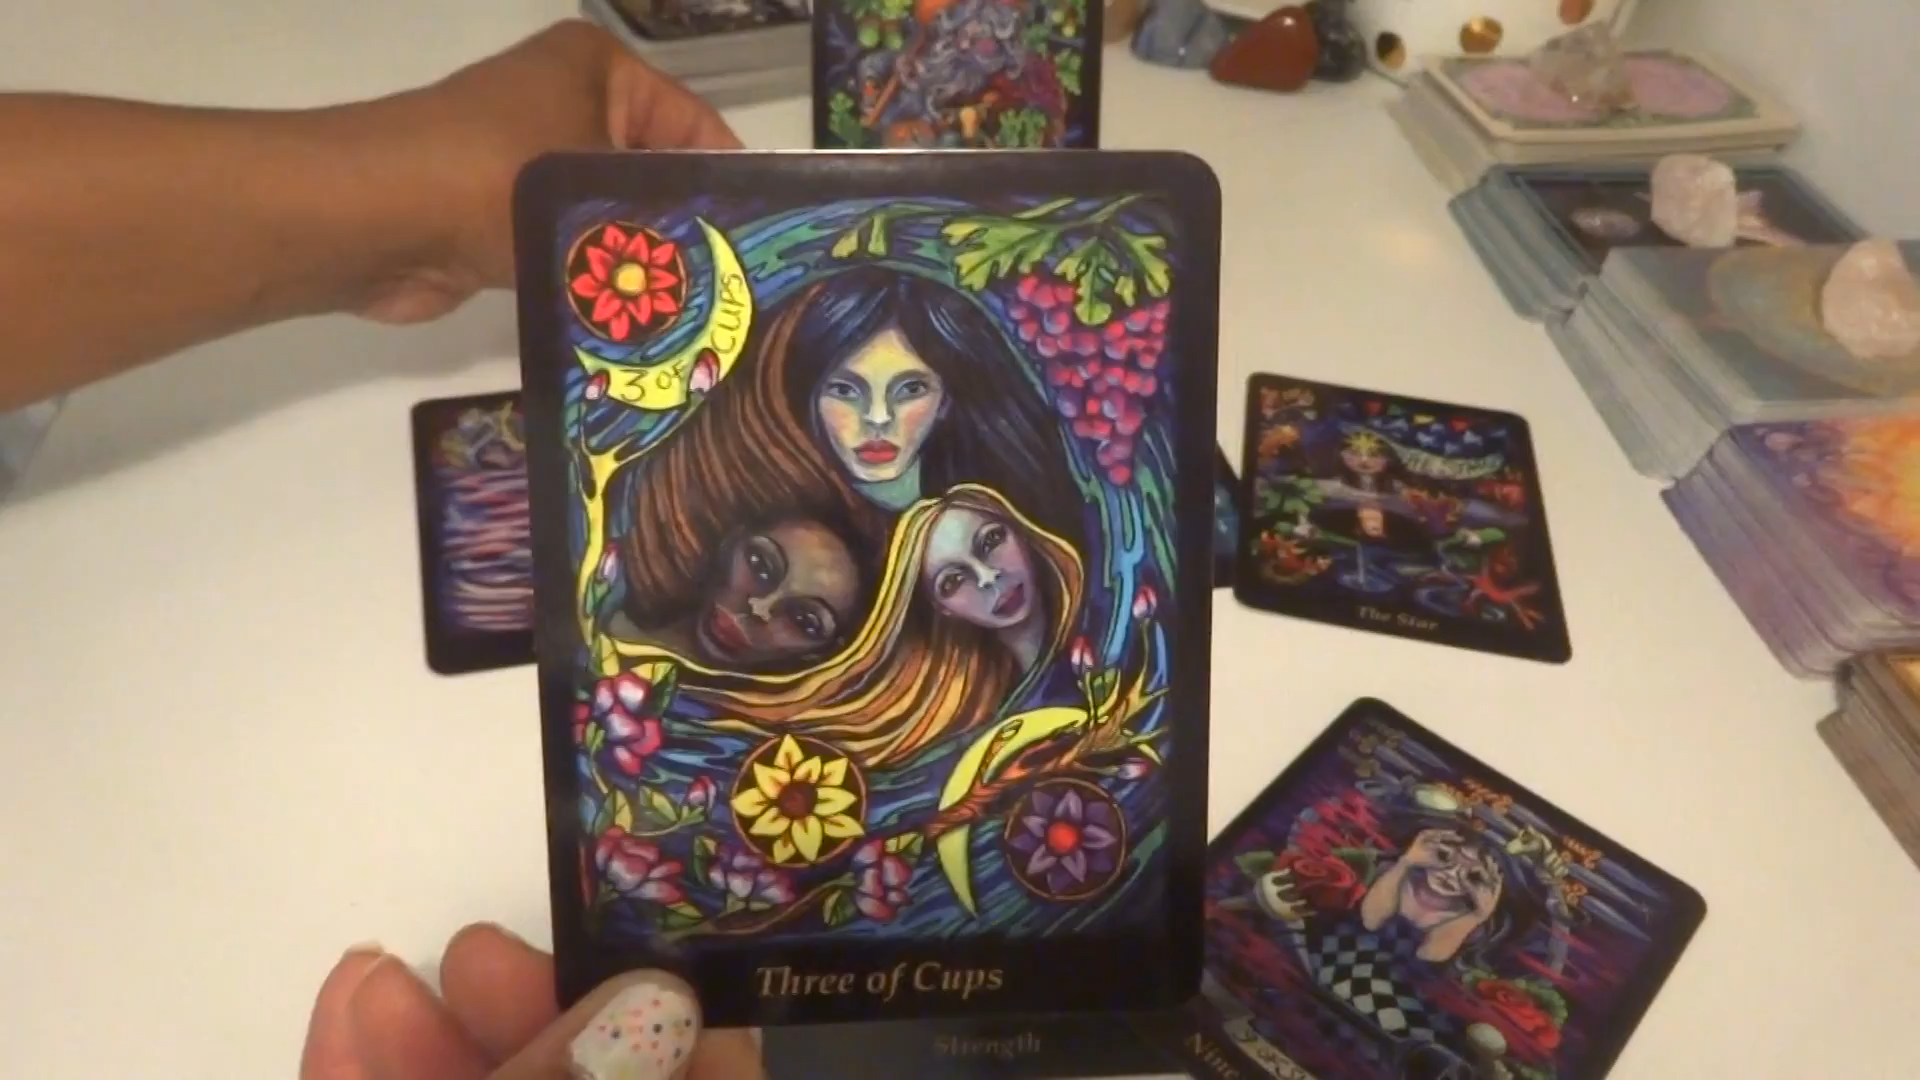 3 OF CUPS
Three of Cups
The Star
Strength
Nine